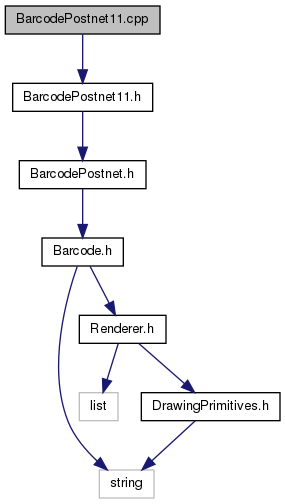 BarcodePostnet11.cpp
BarcodePostnet11.h
BarcodePostnet.h
Barcode.h
Renderer.h
list
DrawingPrimitives.h
string